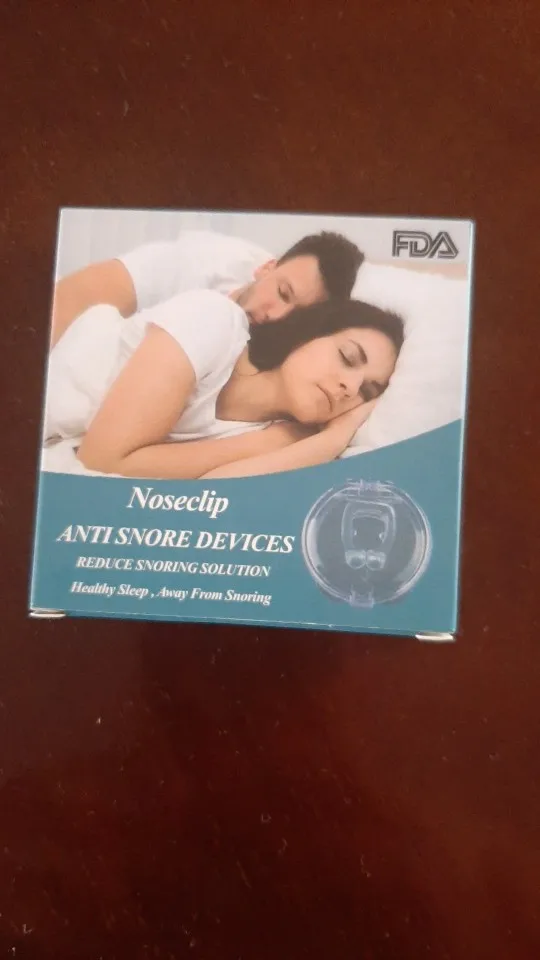 FDA
Noseclip
ANTI SNORE DEVICES
REDUCE SNORING SOLUTION
Healthy Sleep , Away From Snoring